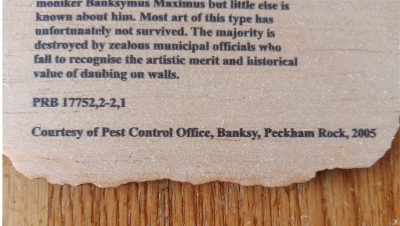 moniker Banksymus Maximus but little else is
known about him. Most art of this type has
unfortunately not survived. The majority is
destroyed by zealous municipal officials who
fail to recognise the artistic merit and historical
value of daubing on walls.
PRB 17752,2-2,1
Courtesy of Pest Control Office, Banksy, Peckham Rock, 2005